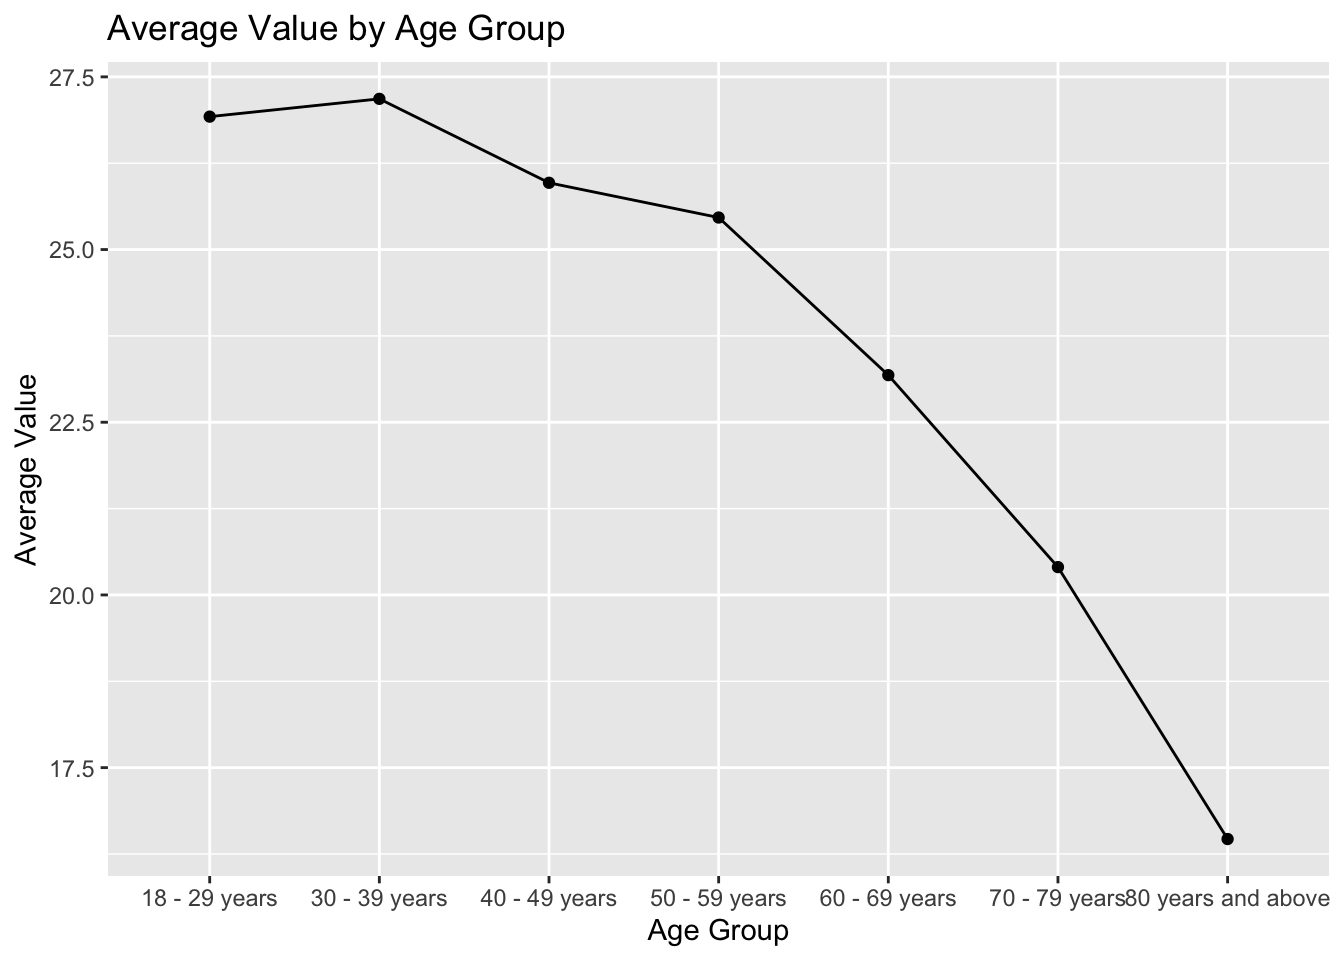 Average Value by Age Group
Average Value
27.5
25.0
22.5
20.0
17.5
18 - 29 years
30 - 39 years
40 - 49 years
50 - 59 years
60 - 69 years
70 - 79 years
80 years and above
Age Group